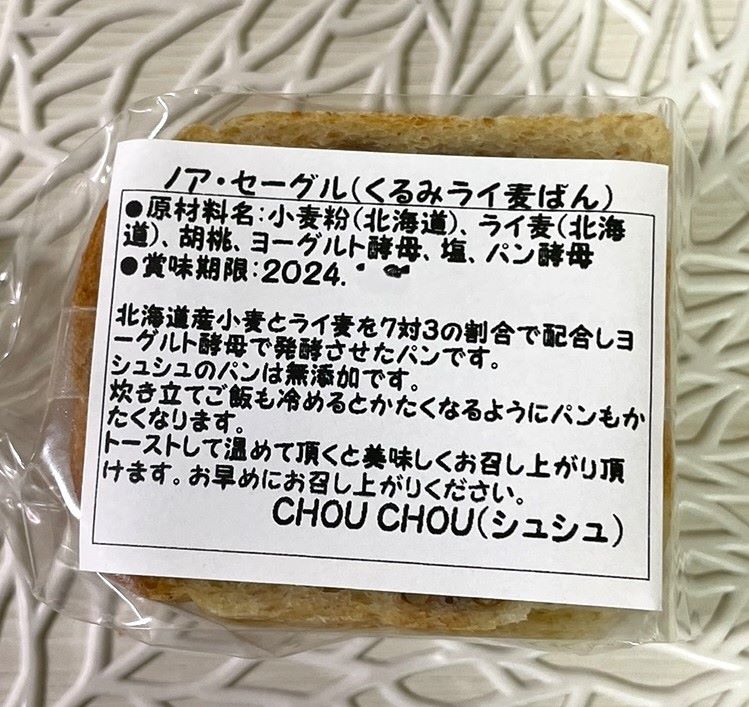 ノア・セーグル(くるみライ麦ぱん)
●原材料名:小麦粉(北海道)、ライ麦(北海
道)、胡桃、ヨーグルト酵母、塩、パン酵母
●賞味期限:2024.
北海道産小麦とライ麦を7対3の割合で配合しヨ
ーグルト酵母で発酵させたパンです。
シュシュのパンは無添加です。
炊き立てご飯も冷めるとかたくなるようにパンもか
たくなります。
トーストして温めて頂くと美味しくお召し上がり頂
けます。お早めにお召し上がりください。
CHOU CHOU(シュシュ)